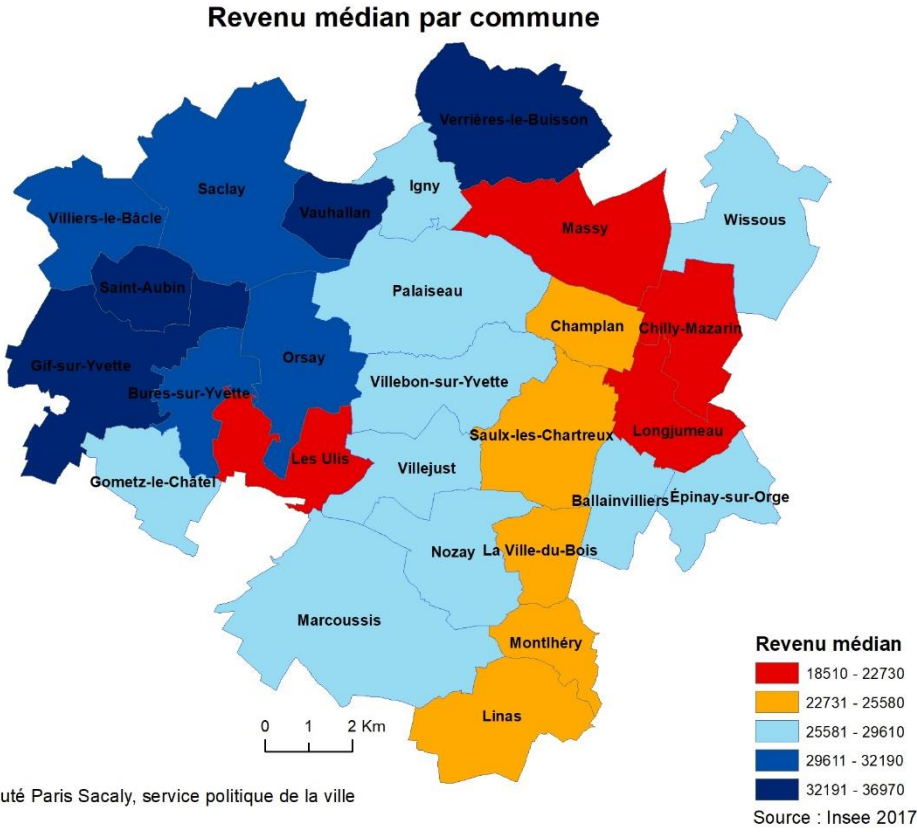 Revenu médian par commune
Verrières-le-Buisson
Igny
Saclay
Vauhallan
Villiers-le-Bâcle
Massy
Wissous
Saint-Aubin
Palaiseau
Champlan
Chilly-Mazarin
Gif-sur-Yvette
Orsay
Bures-sur-Yvette
Villebon-sur-Yvette
Saulx-les-Chartreux
Longjumeau
Les Ulis
Villejust
Gometz-le-Châtel
Ballainvilliers
Épinay-sur-Orge
Nozay
La Ville-du-Bois
Marcoussis
Montlhéry
Linas
0 1 2 Km
Revenu médian
18510 - 22730
22731 - 25580
25581 - 29610
29611 - 32190
32191 - 36970
uté Paris Sacaly, service politique de la ville
Source : Insee 2017